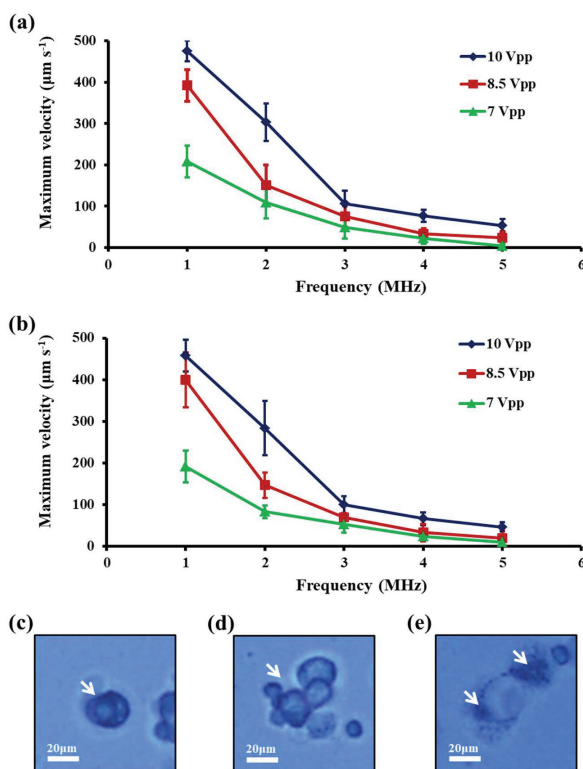 (a)
Maximum velocity (μm s⁻¹)
500
400
300
200
100
0
10 Vpp
8.5 Vpp
7 Vpp
0 1 2 3 4 5 6
Frequency (MHz)
(b)
Maximum velocity (μm s⁻¹)
500
400
300
200
100
0
10 Vpp
8.5 Vpp
7 Vpp
0 1 2 3 4 5 6
Frequency (MHz)
(c) (d) (e)
20μm 20μm 20μm